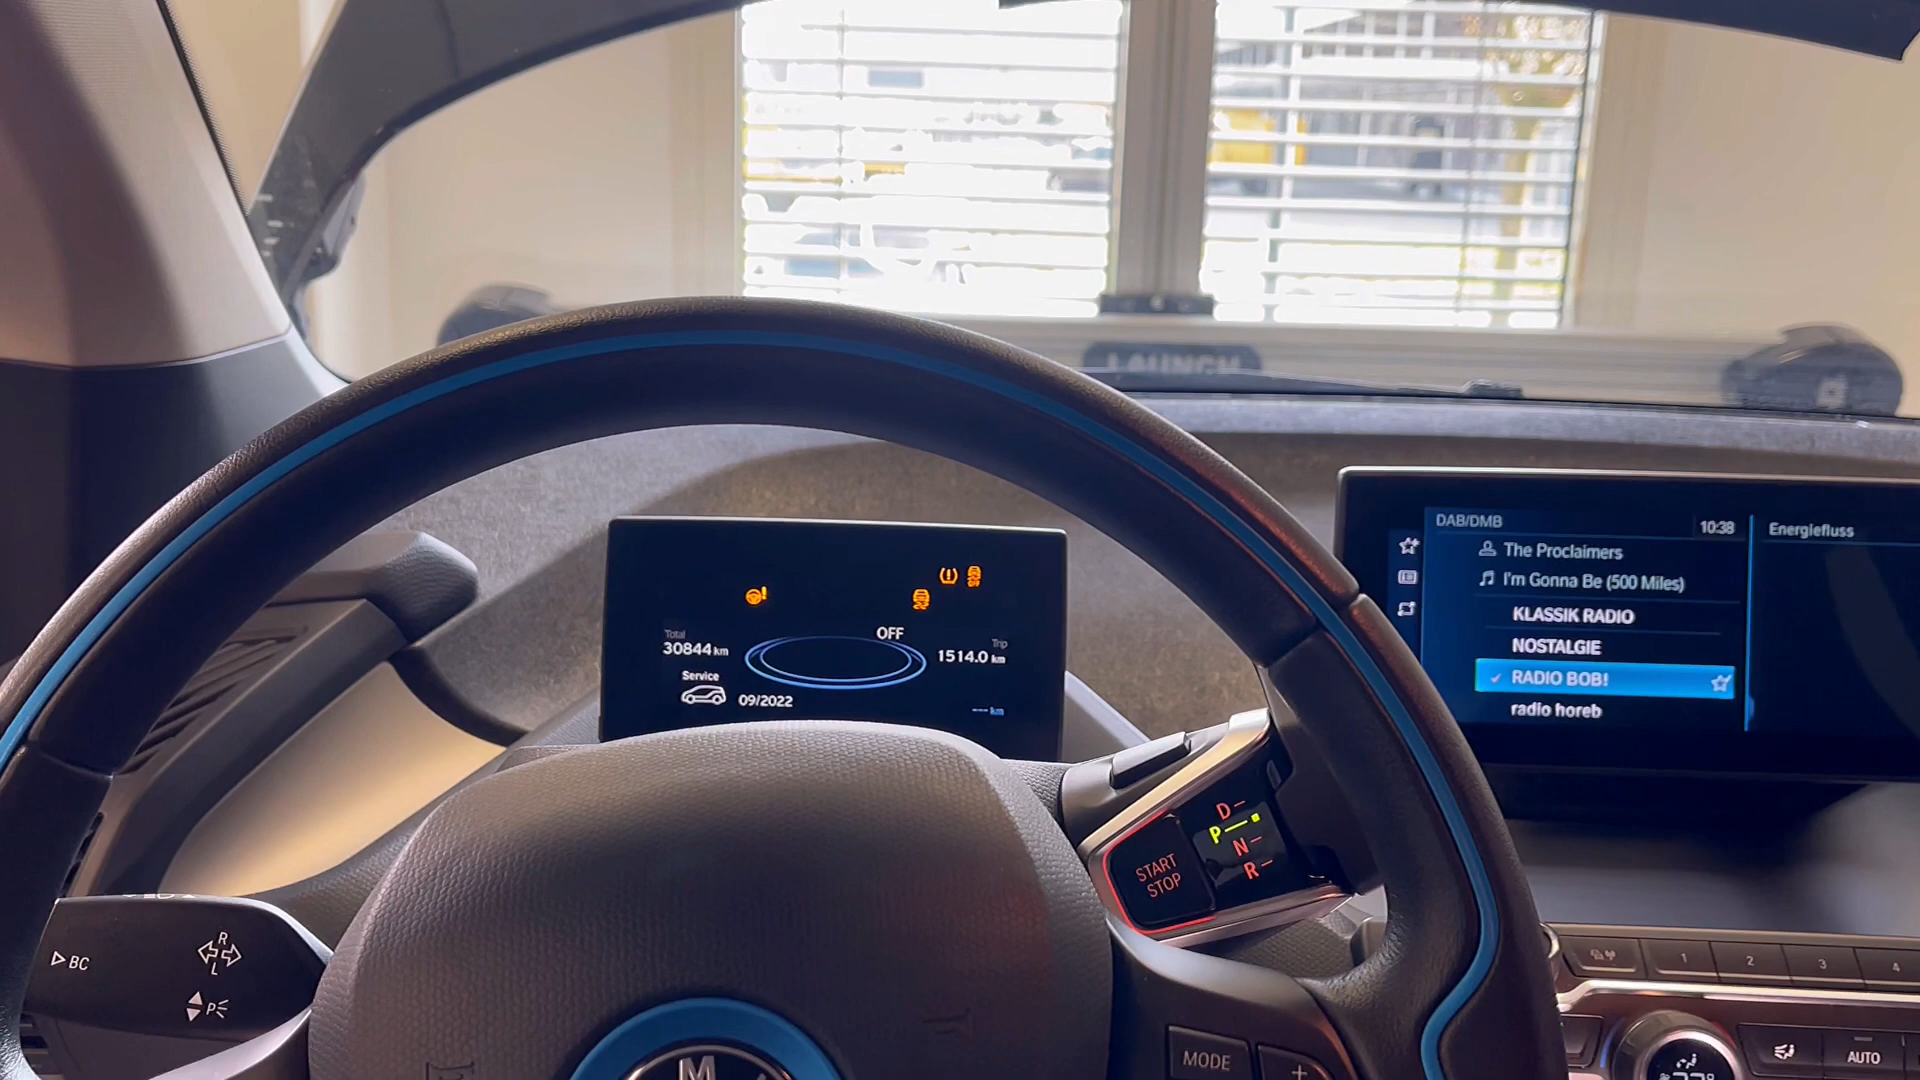 LAUNCH
DAB/DMB
10:38
The Proclaimers
I'm Gonna Be (500 Miles)
KLASSIK RADIO
NOSTALGIE
RADIO BOB!
radio horeb
Energiefluss
OFF
Total
30844 km
Trip
1514.0 km
Service
09/2022
--- km
START
STOP
D
P
N
R
BC
R
L
P
1
2
3
4
MODE
+
AUTO
M